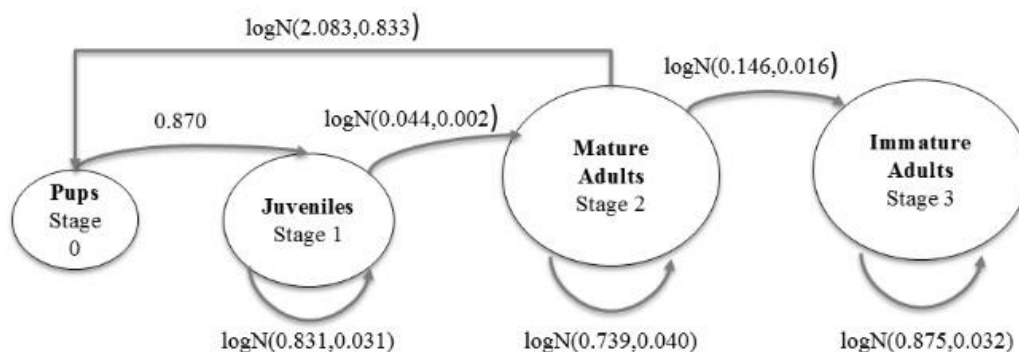 logN(2.083,0.833)
logN(0.146,0.016)
0.870
logN(0.044,0.002)
Pups
Stage
0
Juveniles
Stage 1
Mature
Adults
Stage 2
Immature
Adults
Stage 3
logN(0.831,0.031)
logN(0.739,0.040)
logN(0.875,0.032)